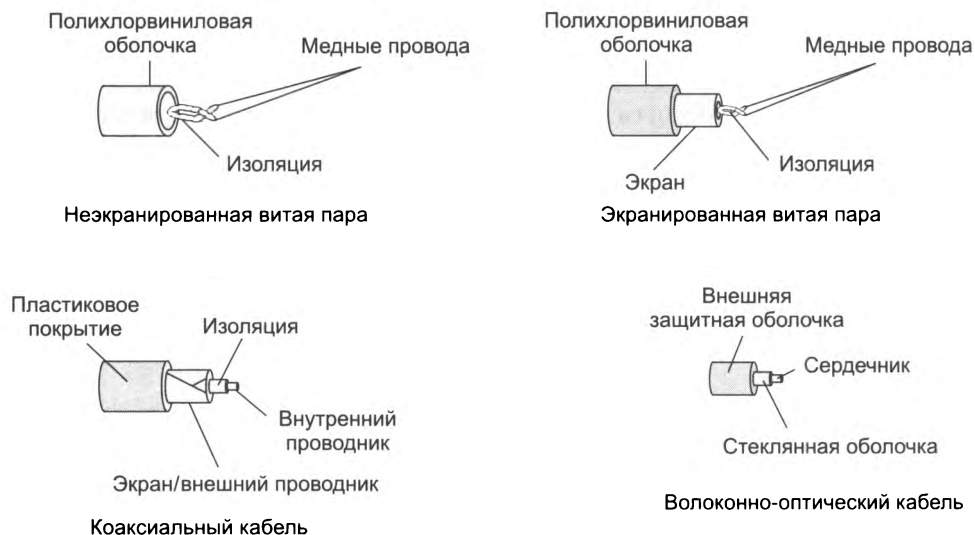 Полихлорвиниловая
оболочка
Медные провода
Изоляция
Неэкранированная витая пара
Полихлорвиниловая
оболочка
Медные провода
Экран
Изоляция
Экранированная витая пара
Пластиковое
покрытие
Изоляция
Внутренний
проводник
Экран/внешний проводник
Коаксиальный кабель
Внешняя
защитная оболочка
Сердечник
Стеклянная оболочка
Волоконно-оптический кабель